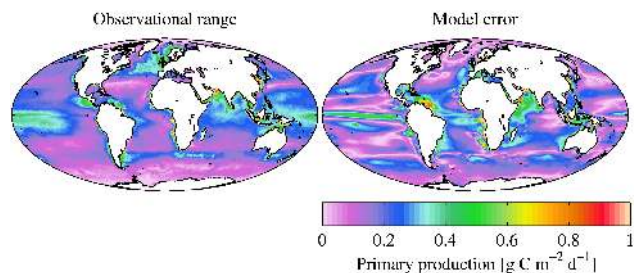 Observational range
Model error
0 0.2 0.4 0.6 0.8 1
Primary production [g C m⁻² d⁻¹]